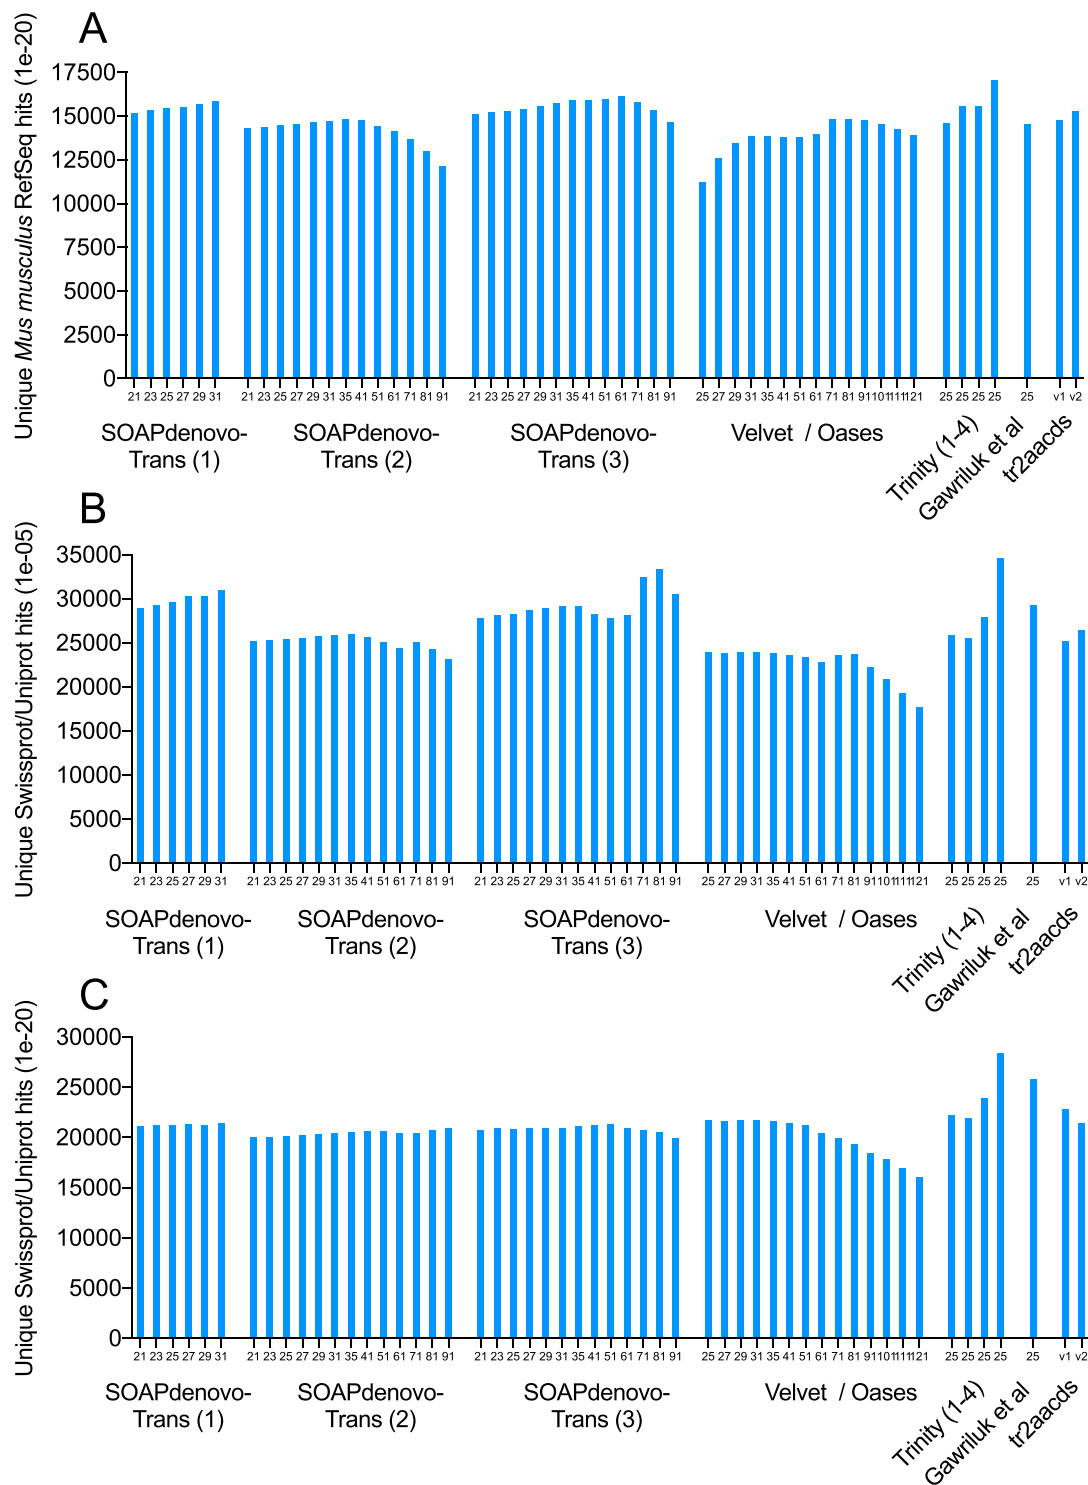 A
Unique Mus musculus RefSeq hits (1e-20)
17500
15000
12500
10000
7500
5000
2500
0
21 23 25 27 29 31 21 23 25 27 29 31 35 41 51 61 71 81 91 21 23 25 27 29 31 35 41 51 61 71 81 91 25 27 29 31 35 41 51 61 71 81 91 101 111 121 25 25 25 25 25 v1 v2
SOAPdenovo-
Trans (1)
SOAPdenovo-
Trans (2)
SOAPdenovo-
Trans (3)
Velvet / Oases
Trinity (1-4)
Gawriluk et al
tr2aacds
B
Unique Swissprot/Uniprot hits (1e-05)
35000
30000
25000
20000
15000
10000
5000
0
21 23 25 27 29 31 21 23 25 27 29 31 35 41 51 61 71 81 91 21 23 25 27 29 31 35 41 51 61 71 81 91 25 27 29 31 35 41 51 61 71 81 91 101 111 121 25 25 25 25 25 v1 v2
SOAPdenovo-
Trans (1)
SOAPdenovo-
Trans (2)
SOAPdenovo-
Trans (3)
Velvet / Oases
Trinity (1-4)
Gawriluk et al
tr2aacds
C
Unique Swissprot/Uniprot hits (1e-20)
30000
25000
20000
15000
10000
5000
0
21 23 25 27 29 31 21 23 25 27 29 31 35 41 51 61 71 81 91 21 23 25 27 29 31 35 41 51 61 71 81 91 25 27 29 31 35 41 51 61 71 81 91 101 111 121 25 25 25 25 25 v1 v2
SOAPdenovo-
Trans (1)
SOAPdenovo-
Trans (2)
SOAPdenovo-
Trans (3)
Velvet / Oases
Trinity (1-4)
Gawriluk et al
tr2aacds